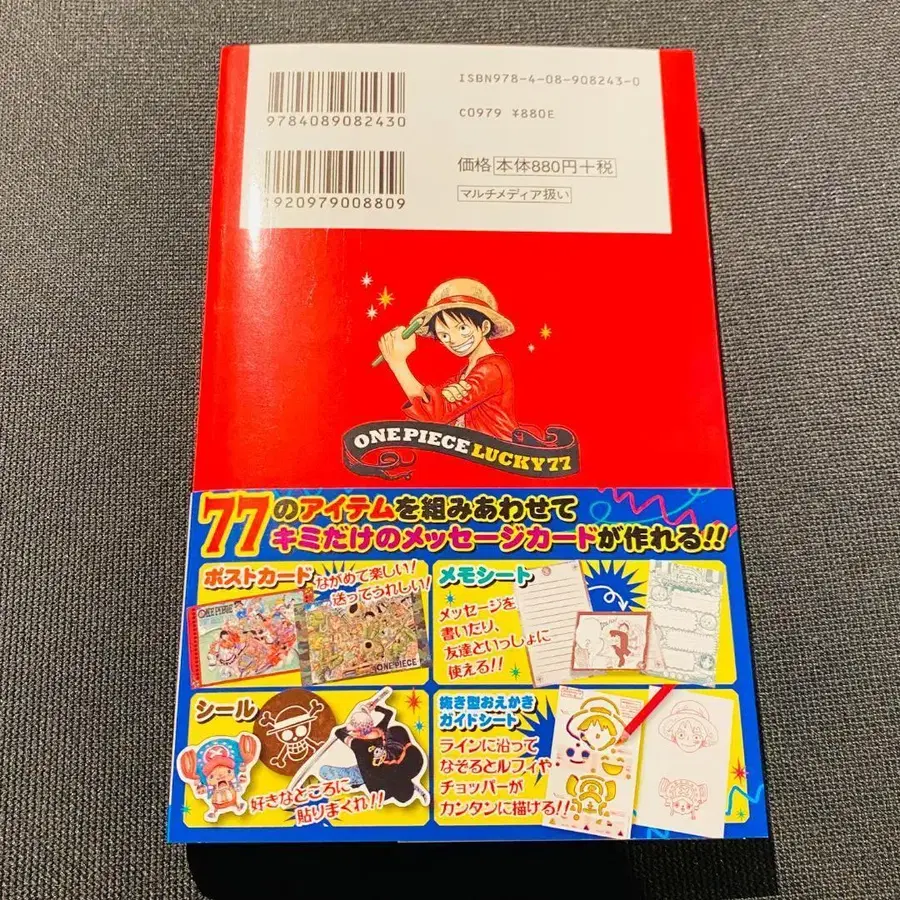 ISBN978-4-08-908243-0
9784089082430
C0979 ¥880E
価格 本体880円+税
マルチメディア扱い
1920979008809
ONE PIECE LUCKY77
77のアイテムを組みあわせて
キミだけのメッセージカードが作れる!!
ポストカード
ながめて楽しい!
送ってうれしい!
ONE PIECE
ONE PIECE
メモシート
メッセージを
書いたり、
友達といっしょに
使える!!
シール
好きなところに
貼りまくれ!!
抜き型おえかき
ガイドシート
ラインに沿って
なぞるとルフィや
チョッパーが
カンタンに描ける!!